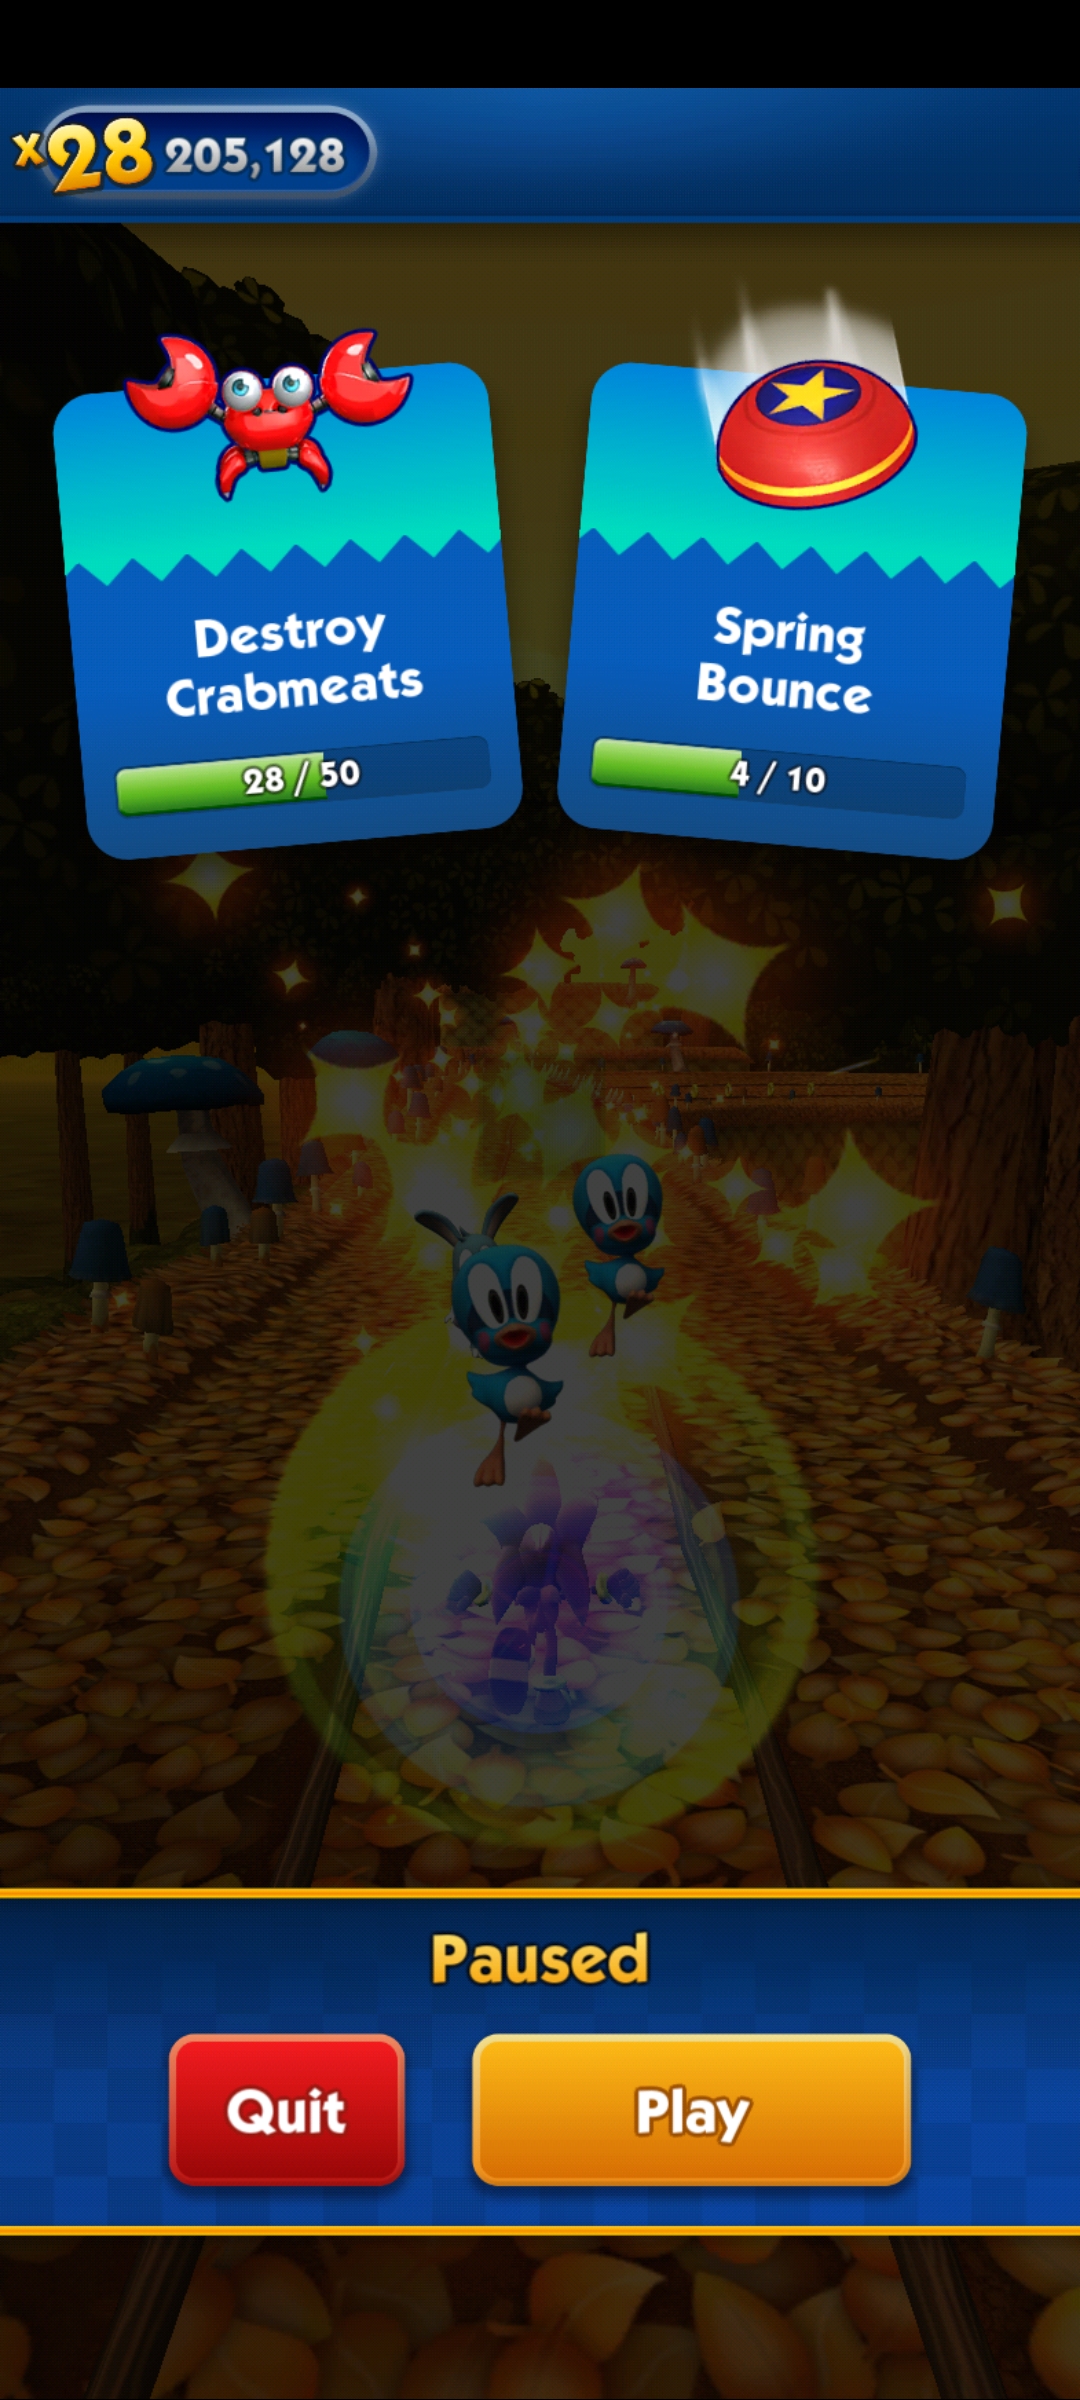 x28 205,128
Destroy
Crabmeats
28 / 50
Spring
Bounce
4 / 10
Paused
Quit
Play